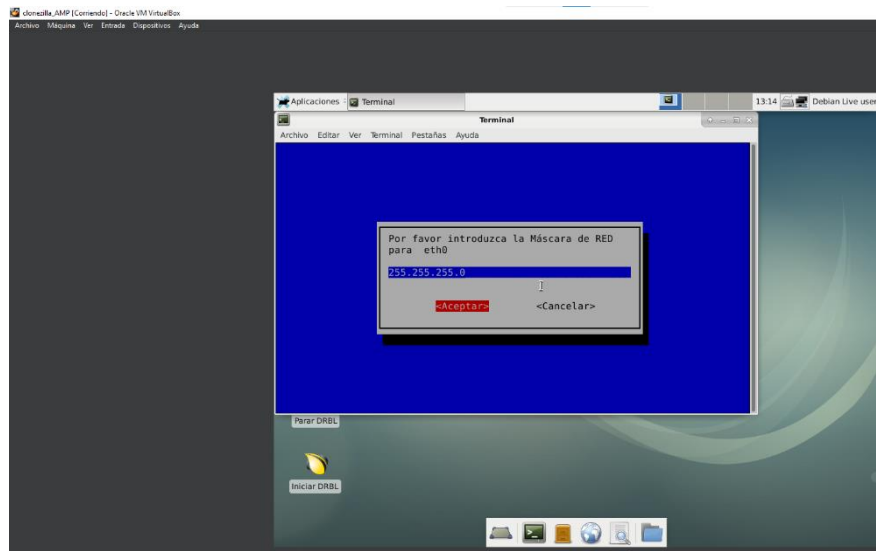 clonezilla_AMP [Corriendo] - Oracle VM VirtualBox
Archivo Máquina Ver Entrada Dispositivos Ayuda
Aplicaciones Terminal 13:14 Debian Live user
Terminal
Archivo Editar Ver Terminal Pestañas Ayuda
Por favor introduzca la Máscara de RED
para eth0
255.255.255.0
<Aceptar> <Cancelar>
Parar DRBL
Iniciar DRBL